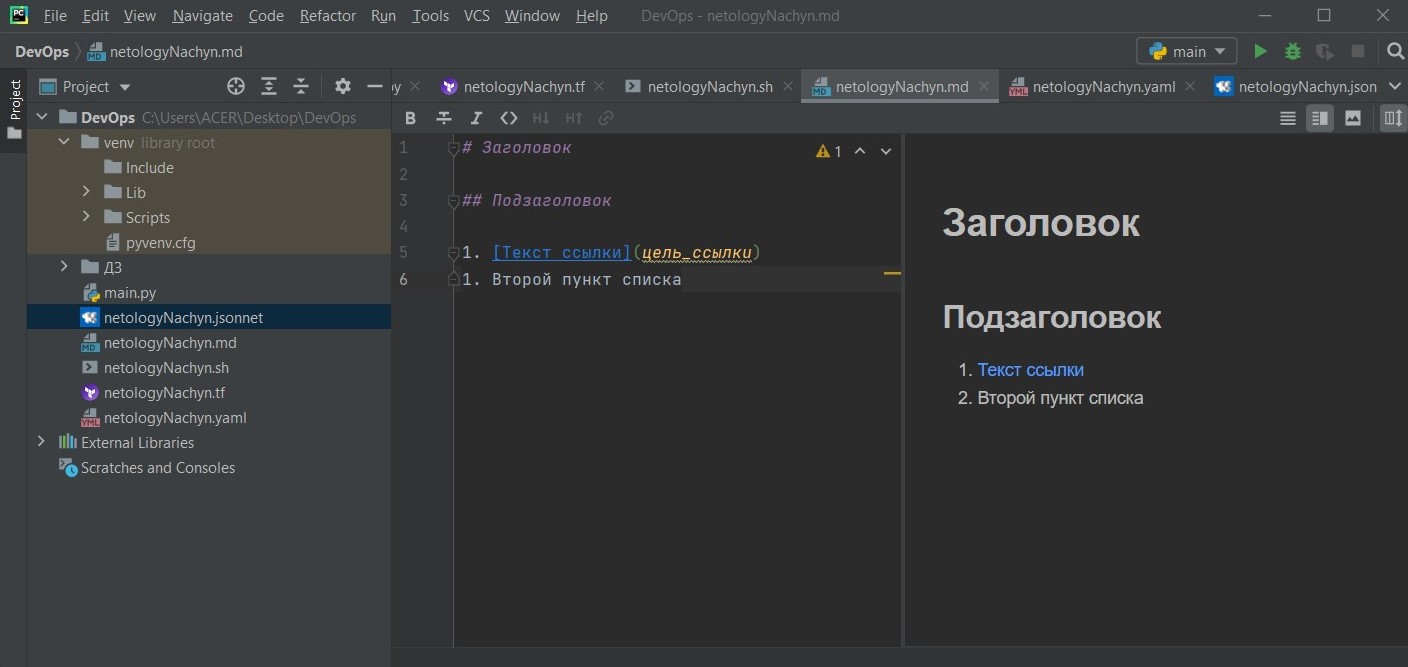 PC File Edit View Navigate Code Refactor Run Tools VCS Window Help DevOps - netologyNachyn.md
DevOps netologyNachyn.md main
Project
Project y netologyNachyn.tf netologyNachyn.sh netologyNachyn.md netologyNachyn.yaml netologyNachyn.json
DevOps C:\Users\ACER\Desktop\DevOps
venv library root
Include
Lib
Scripts
pyvenv.cfg
ДЗ
main.py
netologyNachyn.jsonnet
netologyNachyn.md
netologyNachyn.sh
netologyNachyn.tf
netologyNachyn.yaml
External Libraries
Scratches and Consoles
B I <> H↓ H↑
1 # Заголовок 1
2
3 ## Подзаголовок
4
5 1. [Текст ссылки](цель_ссылки)
6 1. Второй пункт списка
Заголовок
Подзаголовок
1. Текст ссылки
2. Второй пункт списка